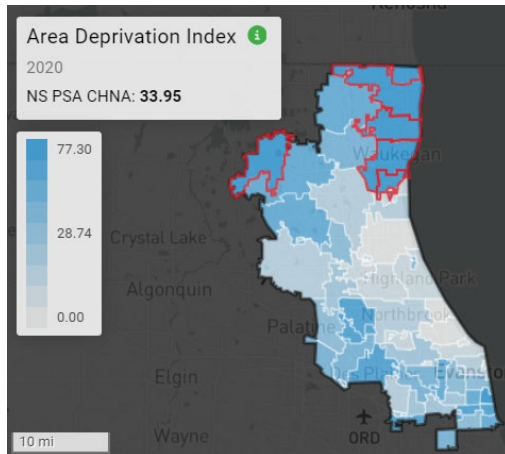 Kenosha
Area Deprivation Index
2020
NS PSA CHNA: 33.95
77.30
28.74
0.00
Waukegan
Crystal Lake
Algonquin
Highland Park
Northbrook
Palatine
Des Plaines
Evanston
Elgin
ORD
Wayne
10 mi